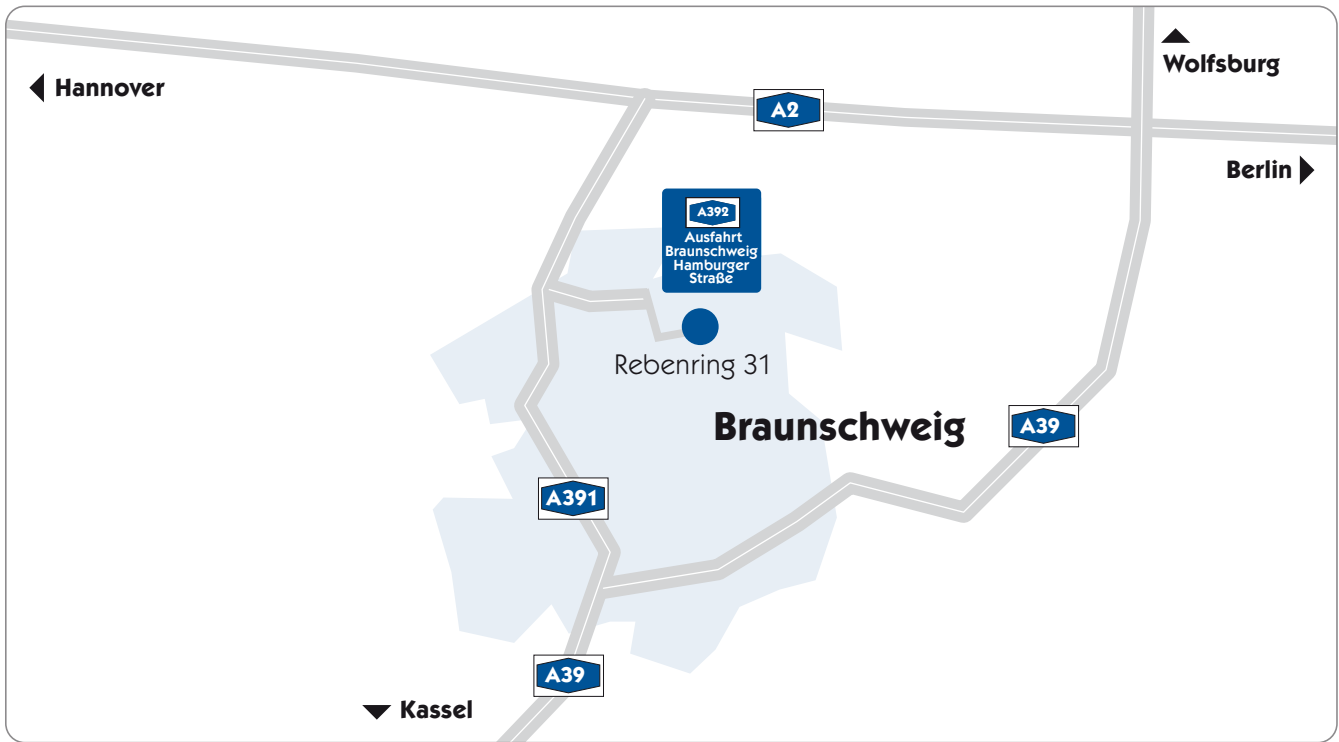 Wolfsburg
Hannover
A2
Berlin
A392
Ausfahrt
Braunschweig
Hamburger
Straße
Rebenring 31
Braunschweig
A39
A391
A39
Kassel